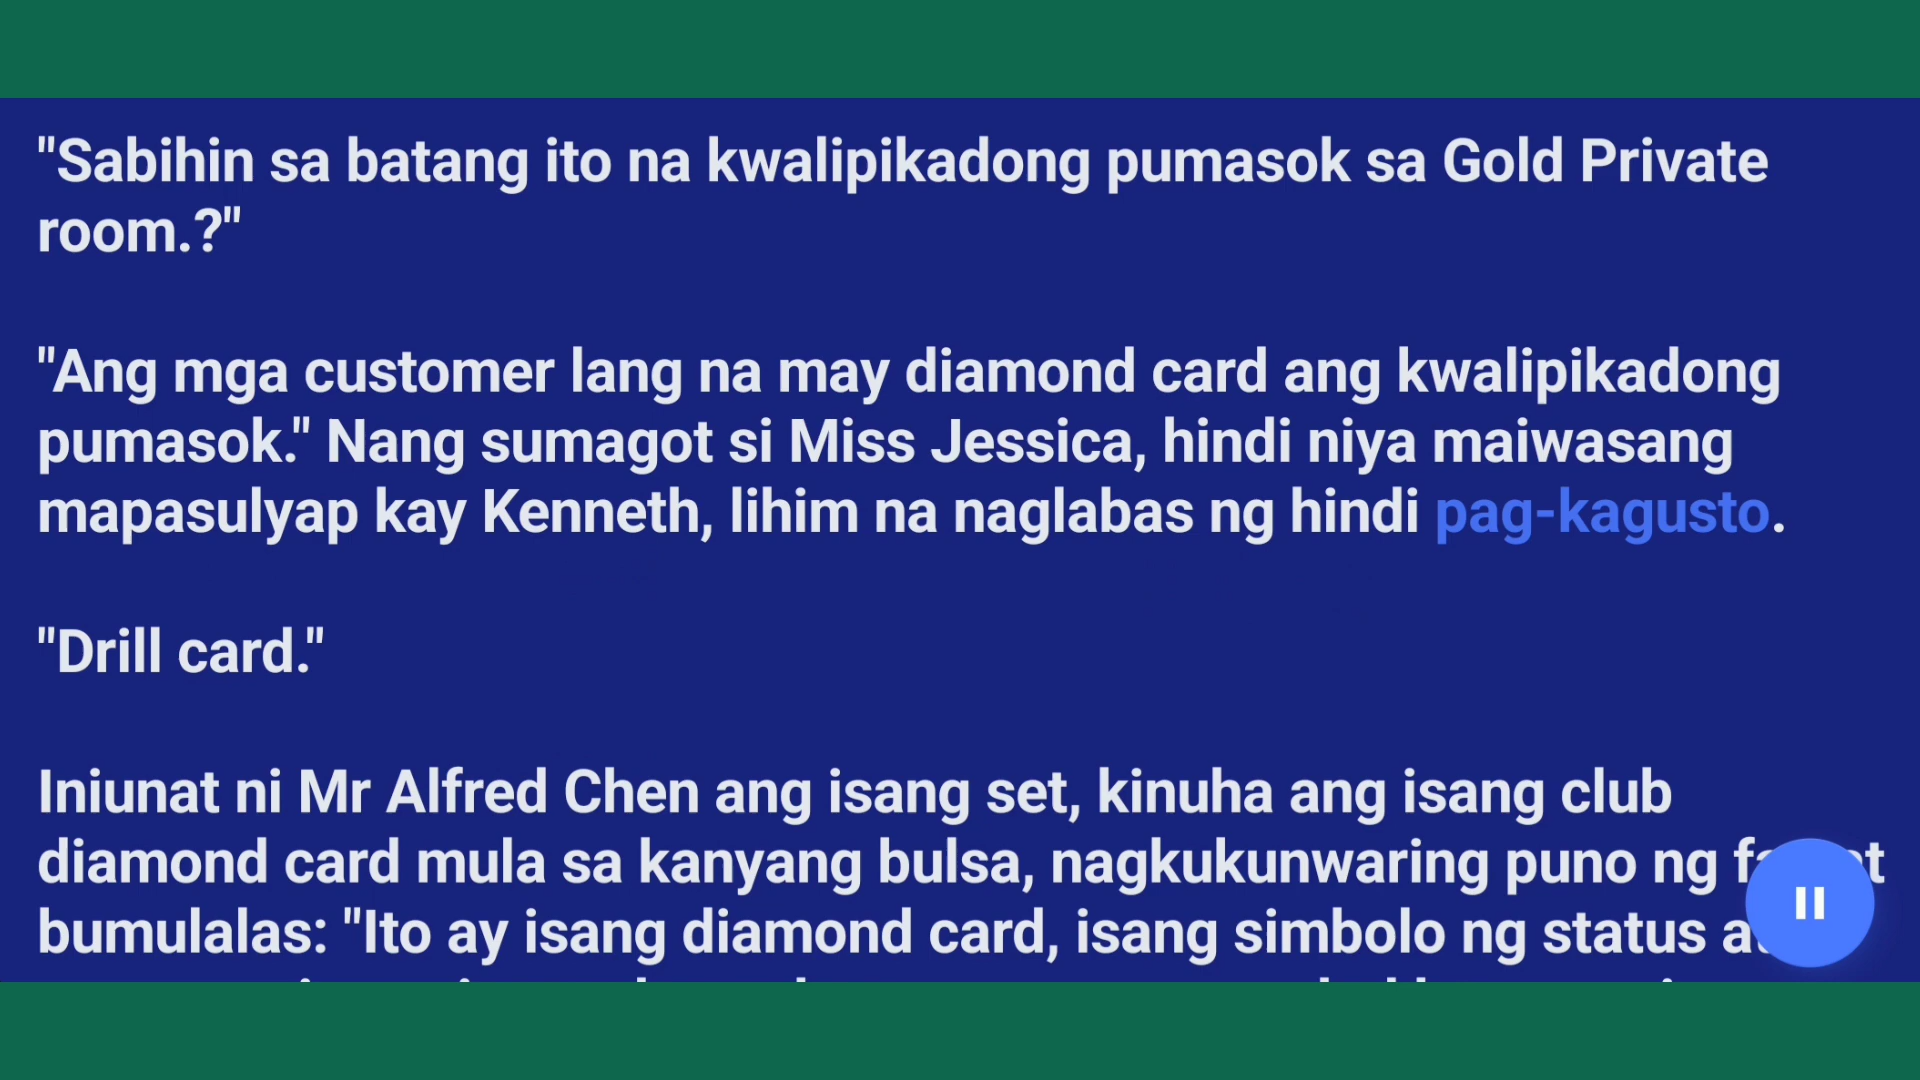 "Sabihin sa batang ito na kwalipikadong pumasok sa Gold Private
room.?"
"Ang mga customer lang na may diamond card ang kwalipikadong
pumasok." Nang sumagot si Miss Jessica, hindi niya maiwasang
mapasulyap kay Kenneth, lihim na naglabas ng hindi pag-kagusto.
"Drill card."
Iniunat ni Mr Alfred Chen ang isang set, kinuha ang isang club
diamond card mula sa kanyang bulsa, nagkukunwaring puno ng
bumulalas: "Ito ay isang diamond card, isang simbolo ng status